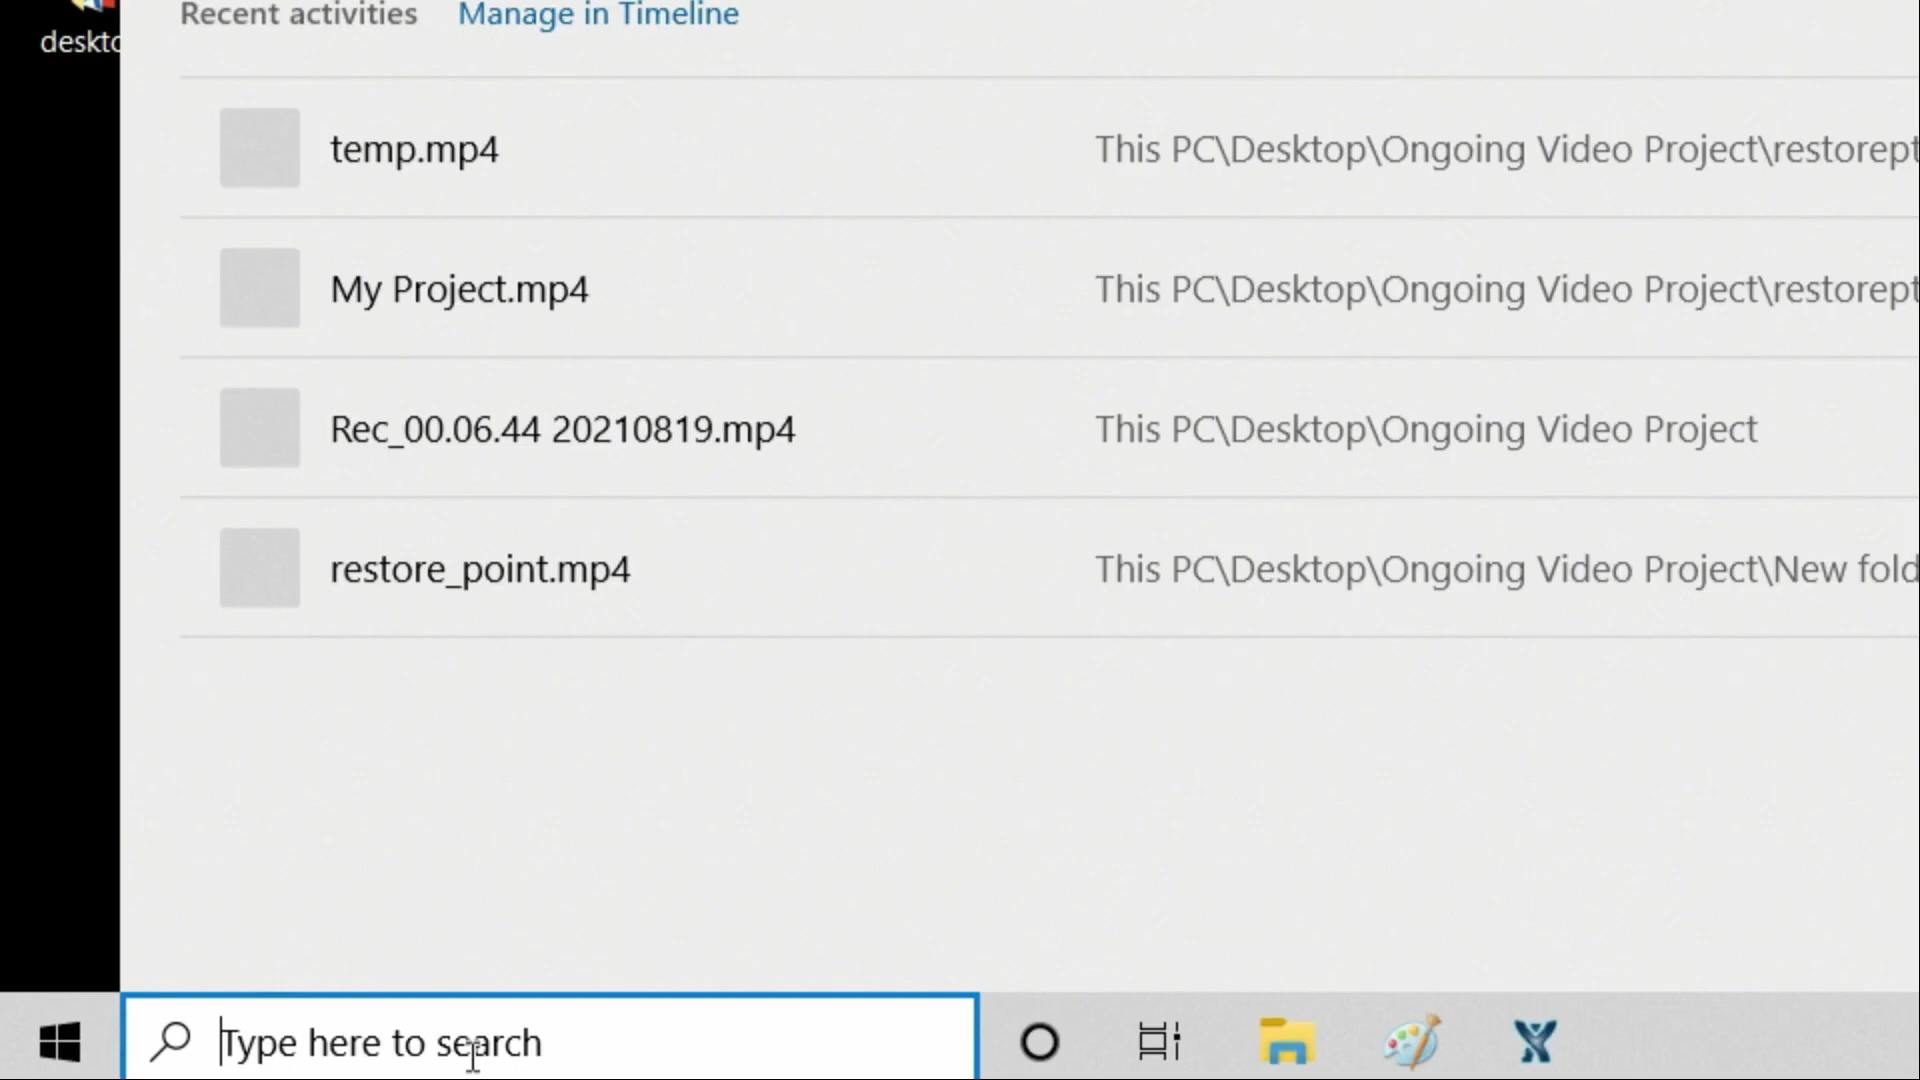 Recent activities Manage in Timeline
deskto
temp.mp4 This PC\Desktop\Ongoing Video Project\restorept
My Project.mp4 This PC\Desktop\Ongoing Video Project\restorept
Rec_00.06.44 20210819.mp4 This PC\Desktop\Ongoing Video Project
restore_point.mp4 This PC\Desktop\Ongoing Video Project\New fold
Type here to search